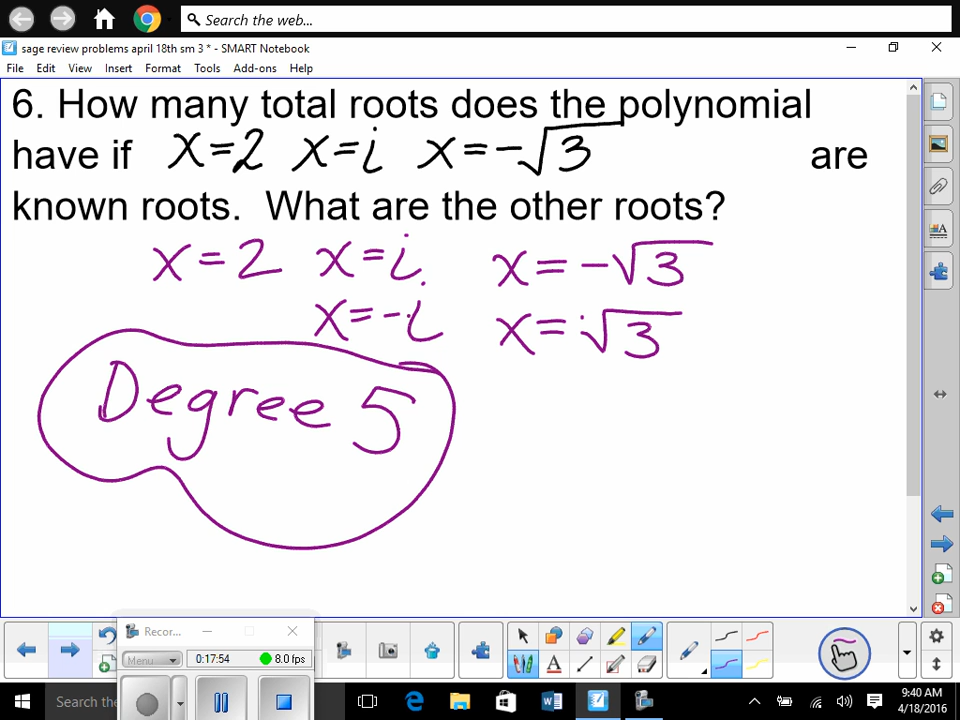 Search the web...
sage review problems april 18th sm 3 * - SMART Notebook
File Edit View Insert Format Tools Add-ons Help
6. How many total roots does the polynomial
have if x=2 x=i x=-√3 are
known roots. What are the other roots?
x=2 x=i x=-√3
x=-i x=√3
Degree 5
Recor...
Menu 0:17:54 8.0 fps
Search the
9:40 AM
4/18/2016